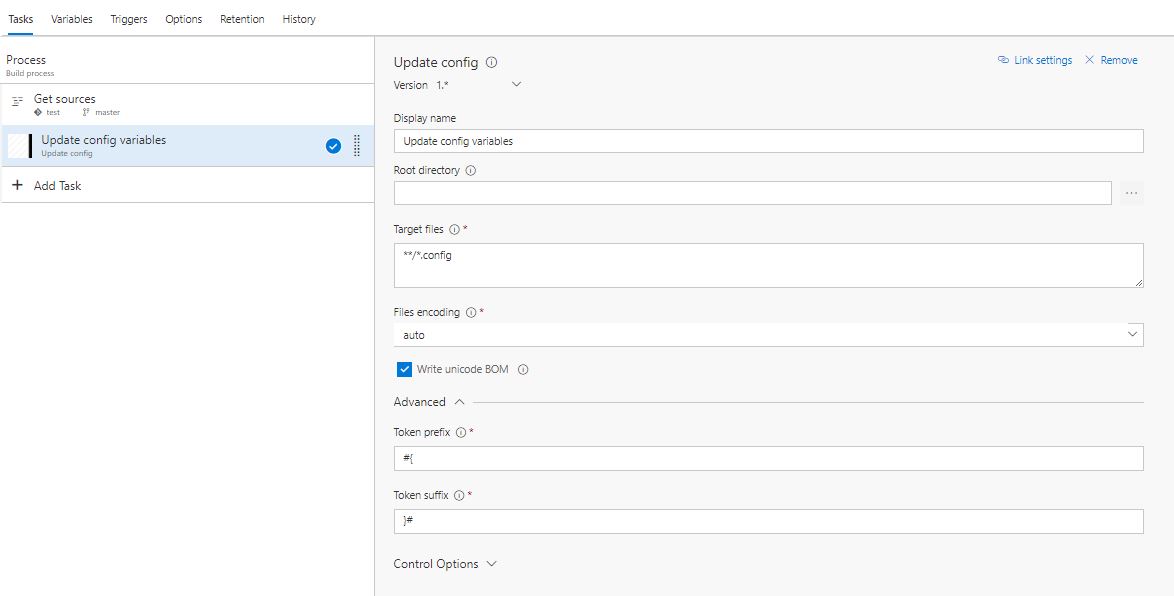 Tasks Variables Triggers Options Retention History
Process
Build process
Get sources
test master
Update config variables
Update config
Add Task
Update config
Link settings Remove
Version 1.*
Display name
Update config variables
Root directory
...
Target files *
**/*.config
Files encoding *
auto
Write unicode BOM
Advanced
Token prefix *
#{
Token suffix *
}#
Control Options